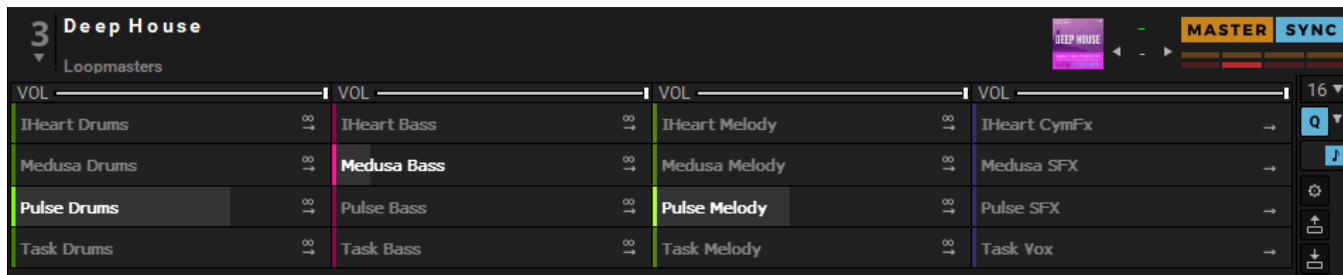 3
Deep House
Loopmasters
DEEP HOUSE
MASTER SYNC
VOL VOL VOL VOL 16
IHeart Drums IHeart Bass IHeart Melody IHeart CymFx Q
Medusa Drums Medusa Bass Medusa Melody Medusa SFX
Pulse Drums Pulse Bass Pulse Melody Pulse SFX
Task Drums Task Bass Task Melody Task Vox